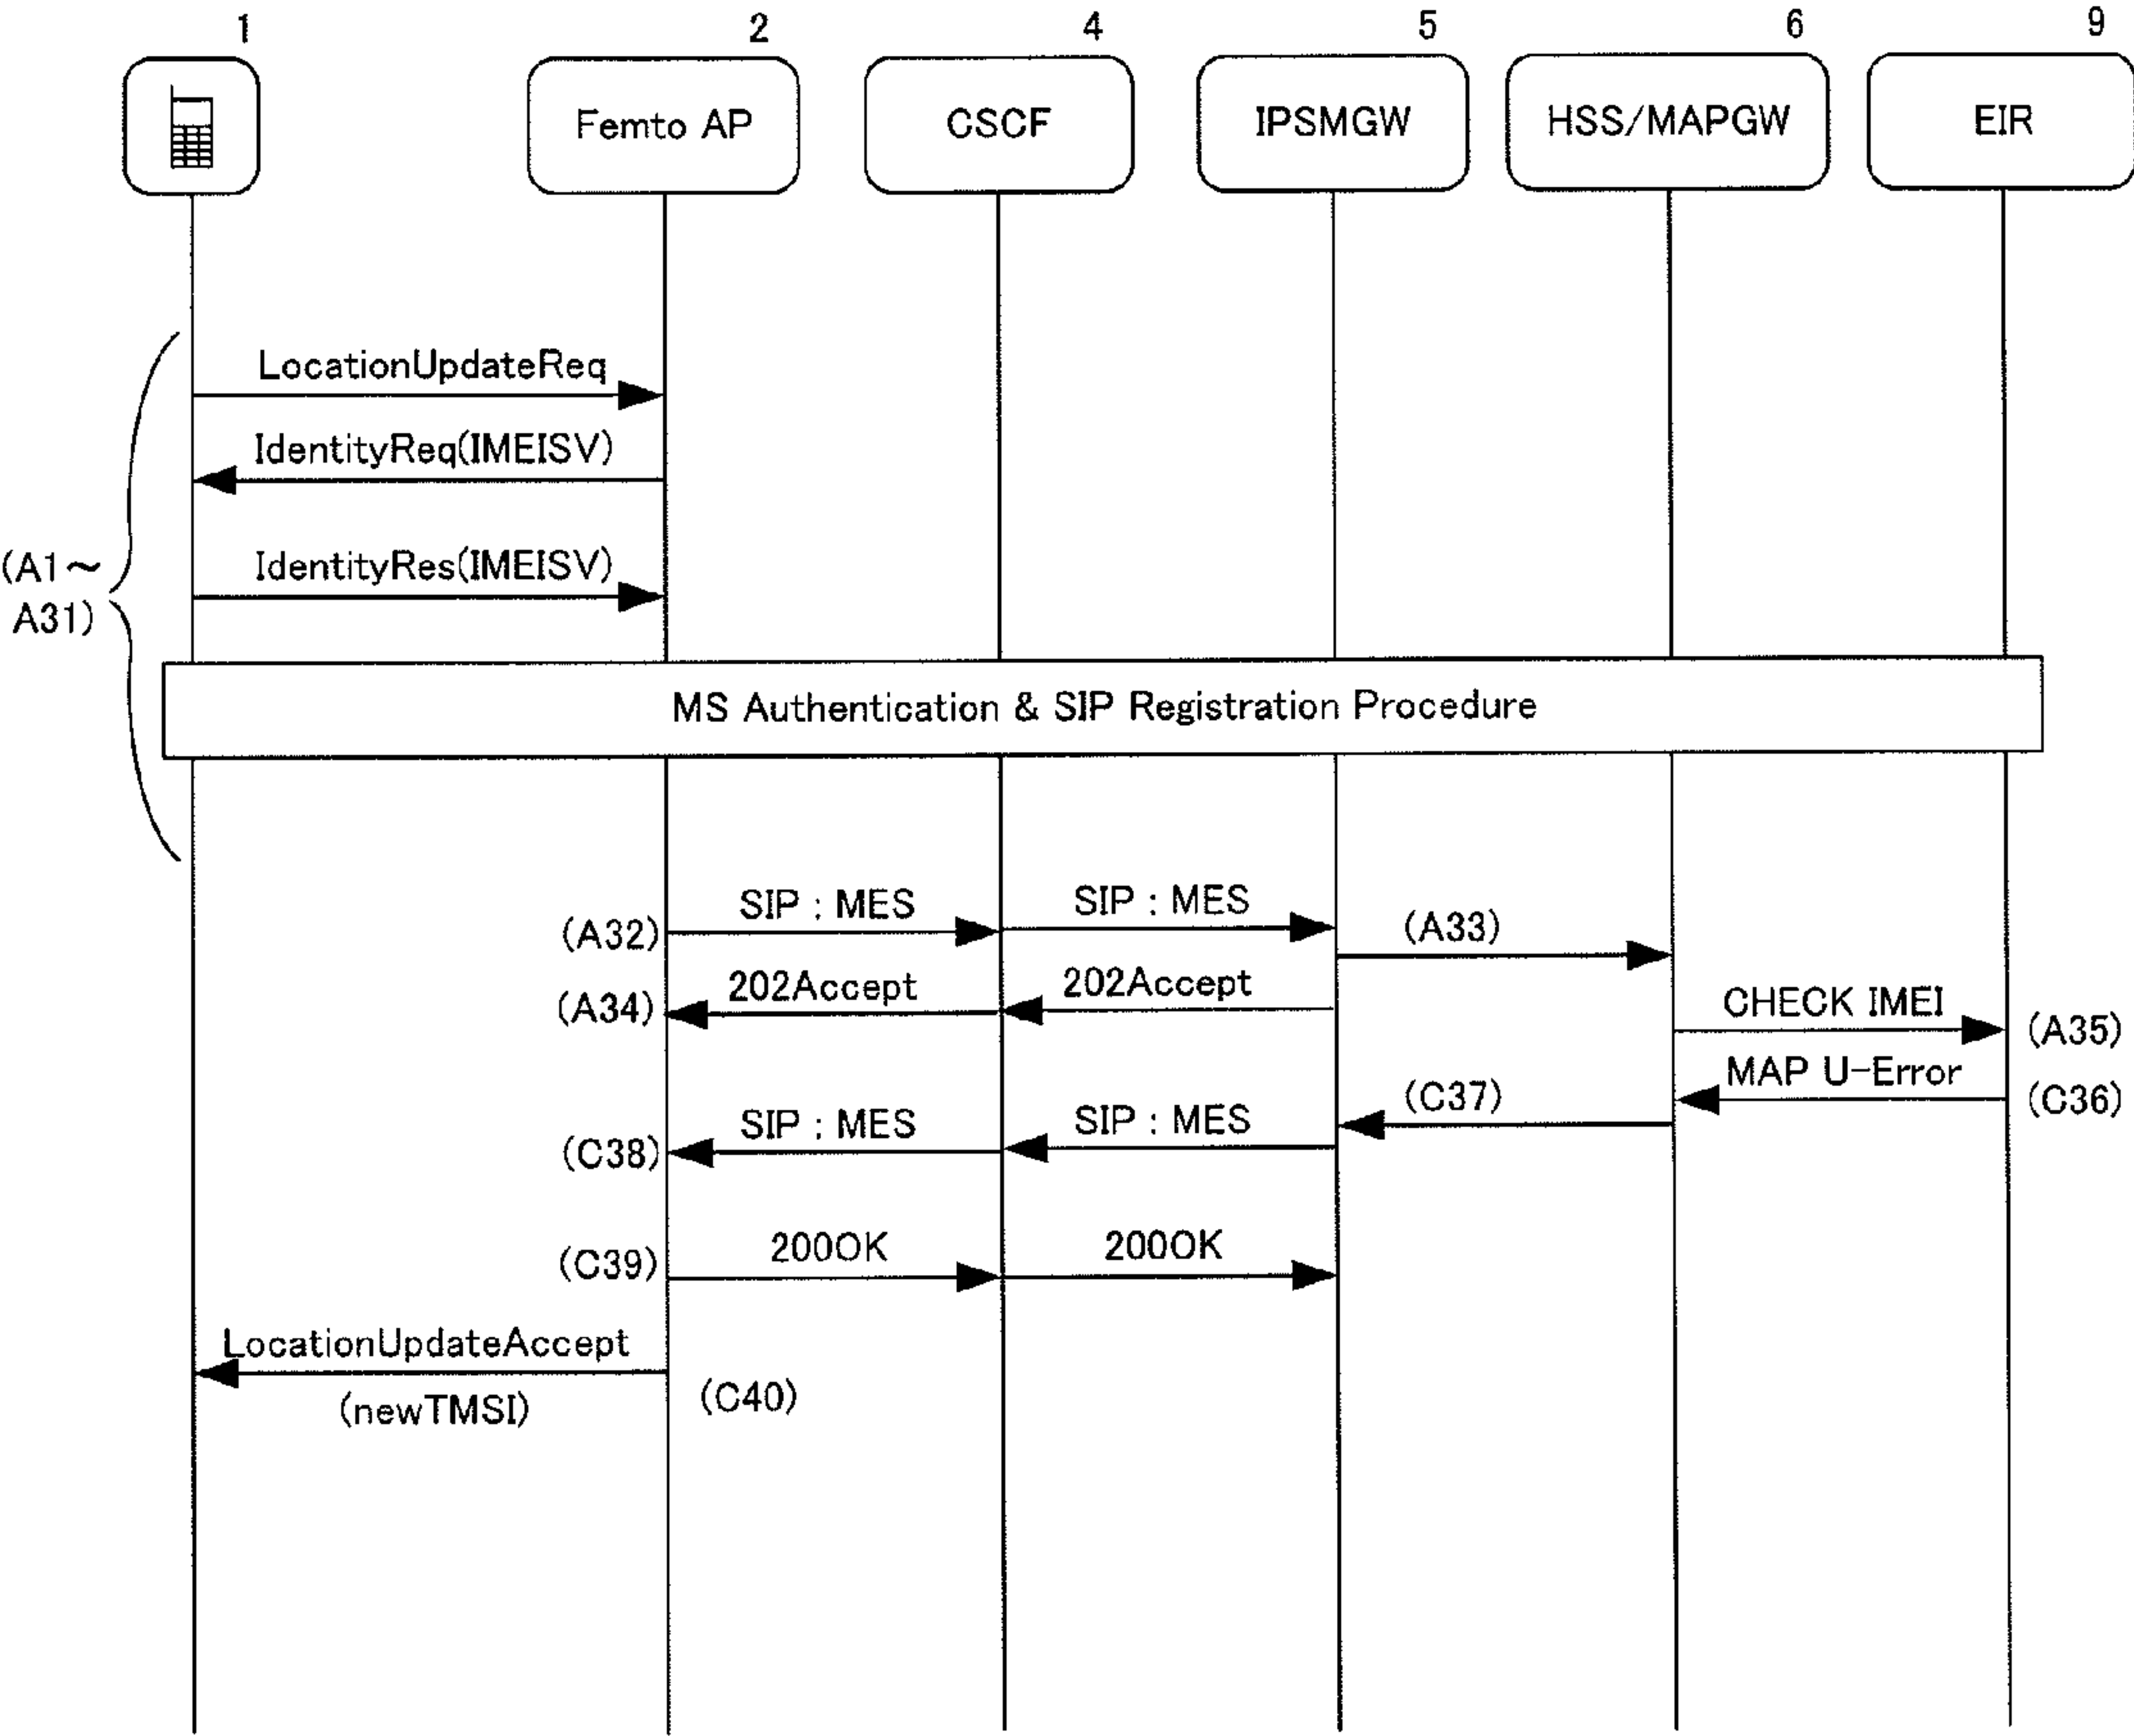 1 2 4 5 6 9
Femto AP CSCF IPSMGW HSS/MAPGW EIR
LocationUpdateReq
IdentityReq(IMEISV)
(A1～
A31)
IdentityRes(IMEISV)
MS Authentication & SIP Registration Procedure
(A32) SIP : MES SIP : MES (A33)
(A34) 202Accept 202Accept
CHECK IMEI (A35)
MAP U-Error (C36)
(C37)
(C38) SIP : MES SIP : MES
(C39) 200OK 200OK
LocationUpdateAccept
(newTMSI) (C40)